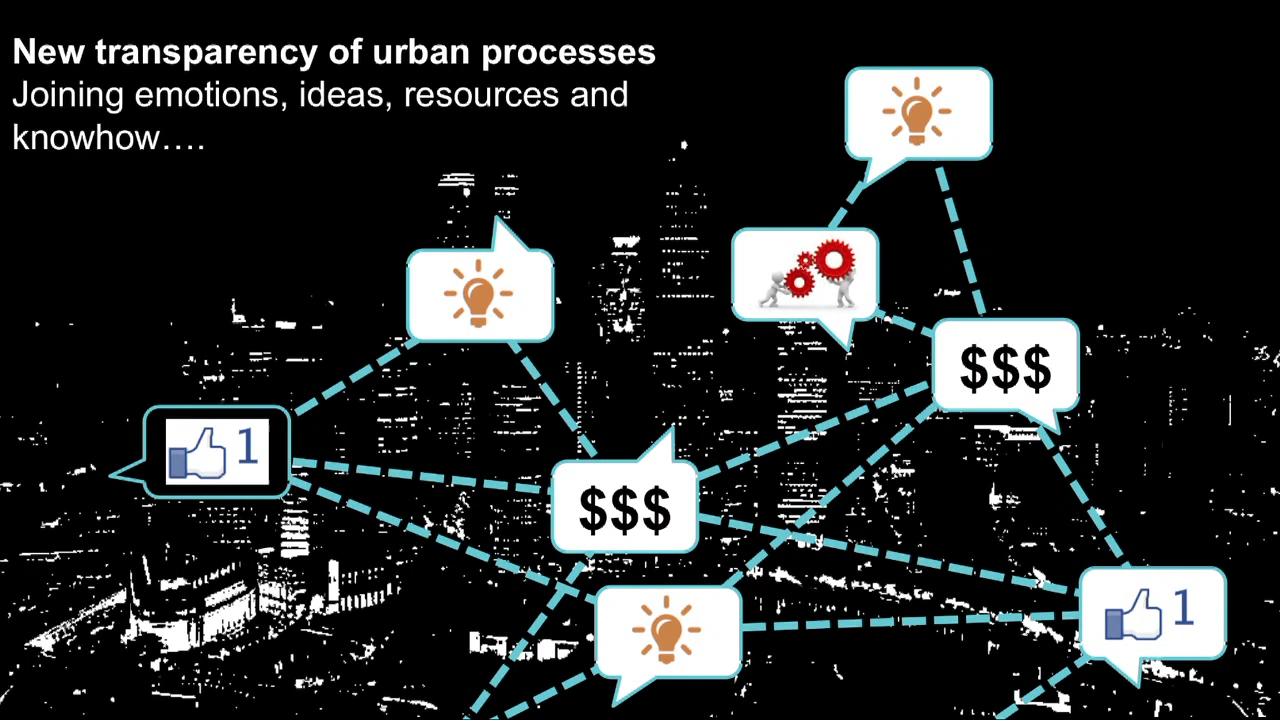 New transparency of urban processes
Joining emotions, ideas, resources and
knowhow….
$$$
1
$$$
1